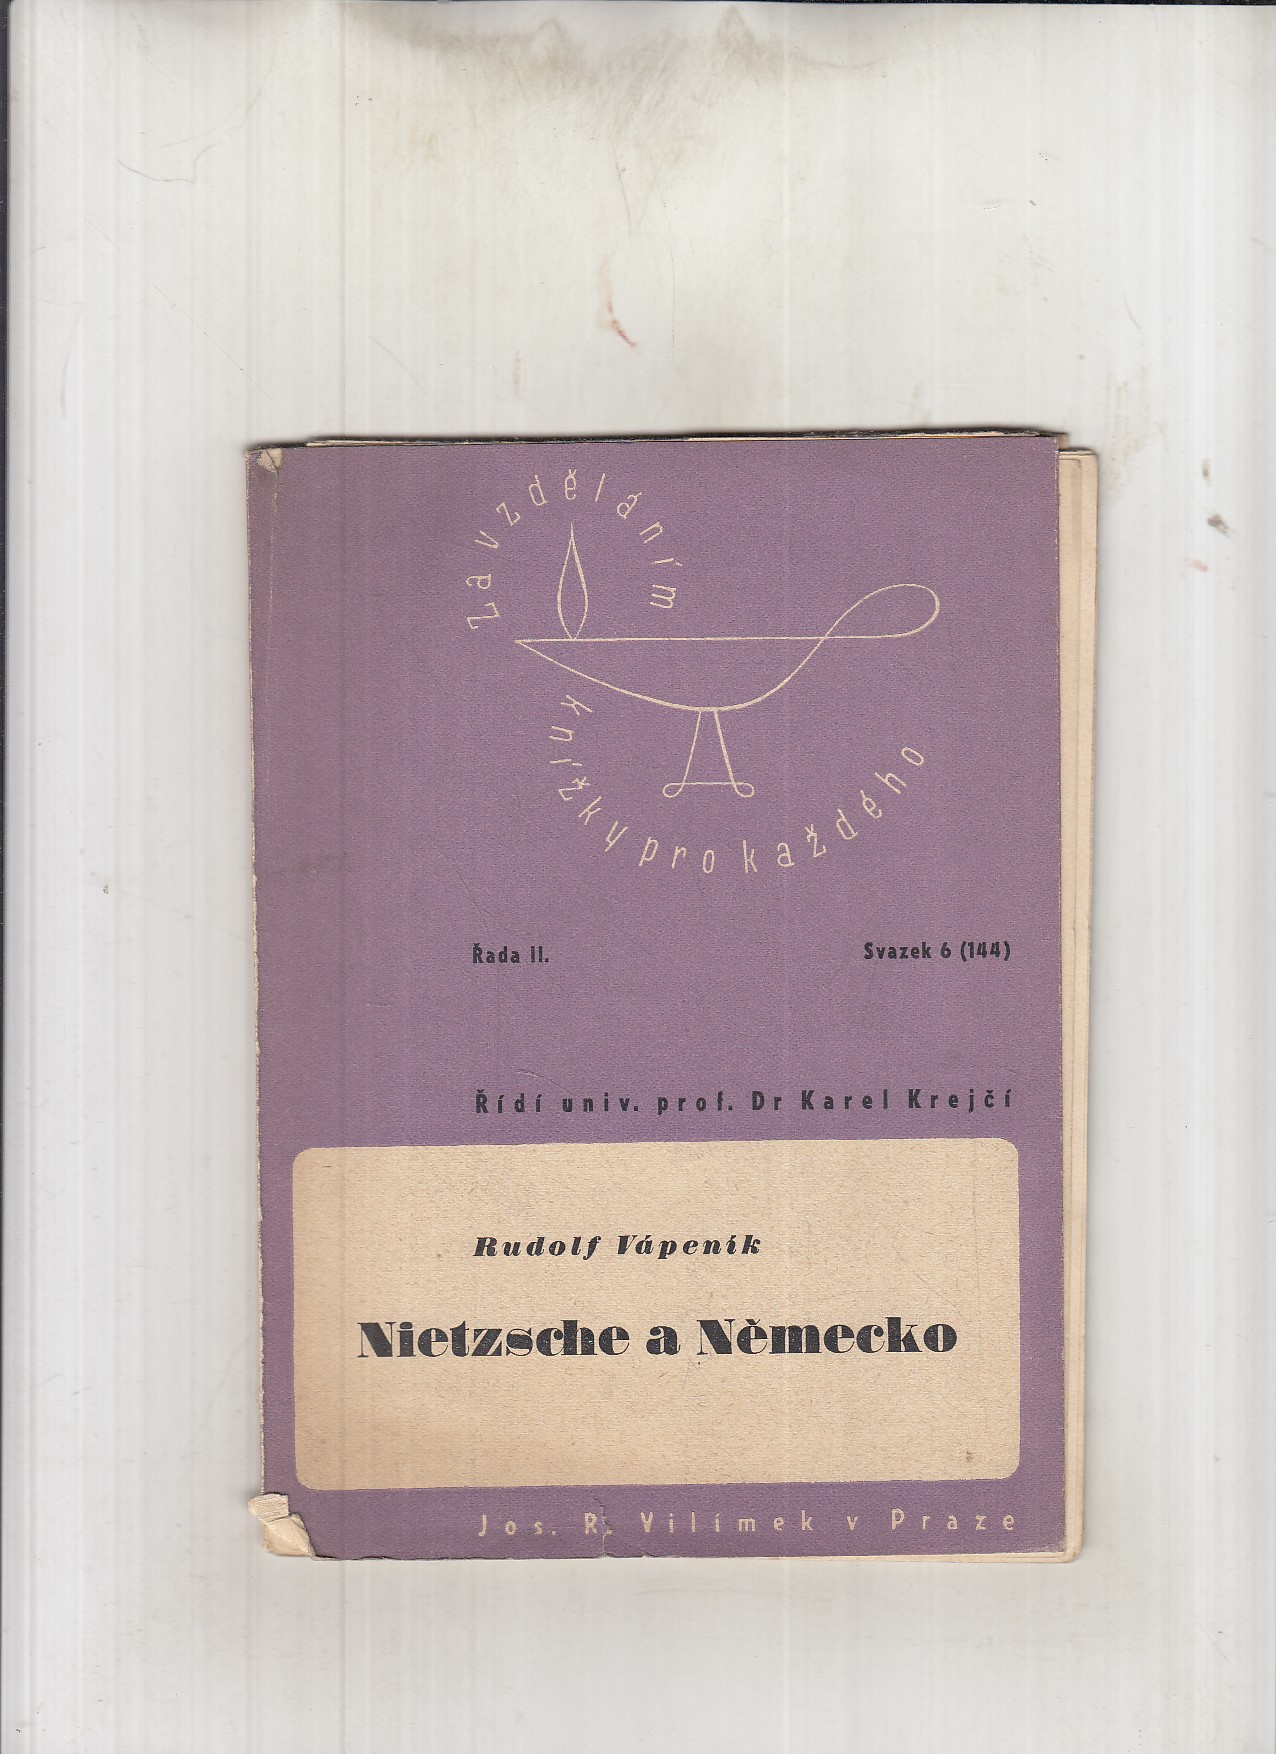 za vzděláním
knížky pro každého
Řada II.
Svazek 6 (144)
Řídí univ. prof. Dr Karel Krejčí
Rudolf Vápeník
Nietzsche a Německo
Jos. R. Vilímek v Praze